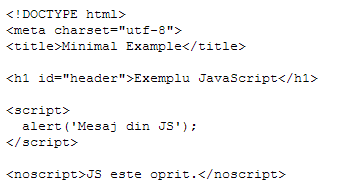 <!DOCTYPE html>
<meta charset="utf-8">
<title>Minimal Example</title>

<h1 id="header">Exemplu JavaScript</h1>

<script>
  alert('Mesaj din JS');
</script>

<noscript>JS este oprit.</noscript>